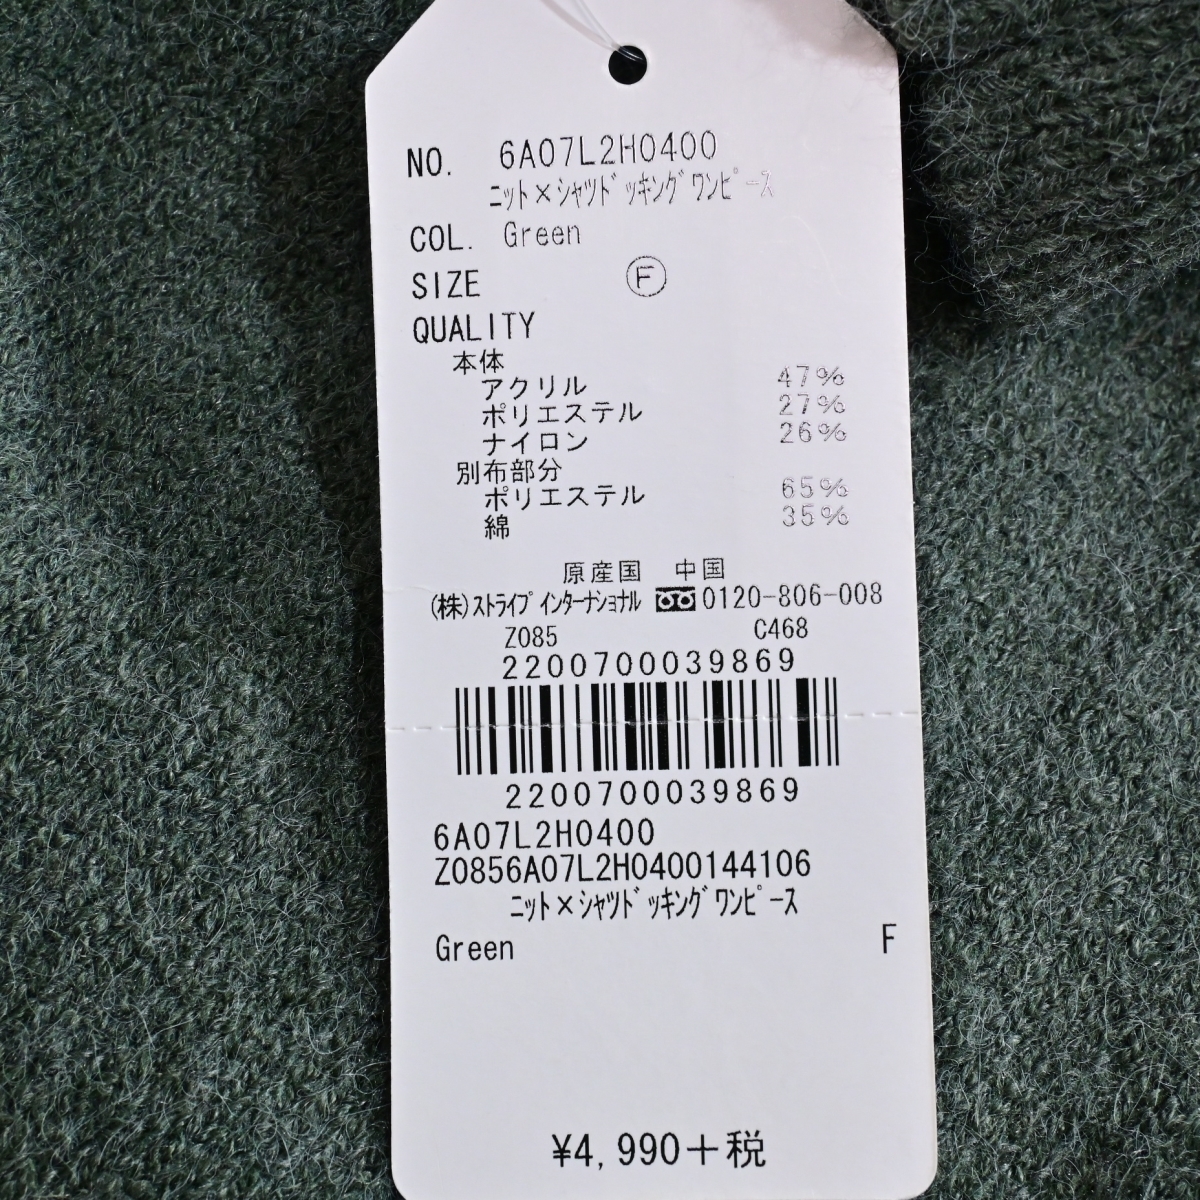 NO. 6A07L2H0400
ﾆｯﾄ×ｼｬﾂﾄﾞｯｷﾝｸﾞﾜﾝﾋﾟｰｽ
COL. Green
SIZE Ⓕ
QUALITY
本体
アクリル 47%
ポリエステル 27%
ナイロン 26%
別布部分
ポリエステル 65%
綿 35%
原産国 中国
(株)ｽﾄﾗｲﾌﾟｲﾝﾀｰﾅｼｮﾅﾙ 0120-806-008
Z085 C468
2200700039869
2200700039869
6A07L2H0400
Z0856A07L2H0400144106
ﾆｯﾄ×ｼｬﾂﾄﾞｯｷﾝｸﾞﾜﾝﾋﾟｰｽ
Green F
¥4,990+税